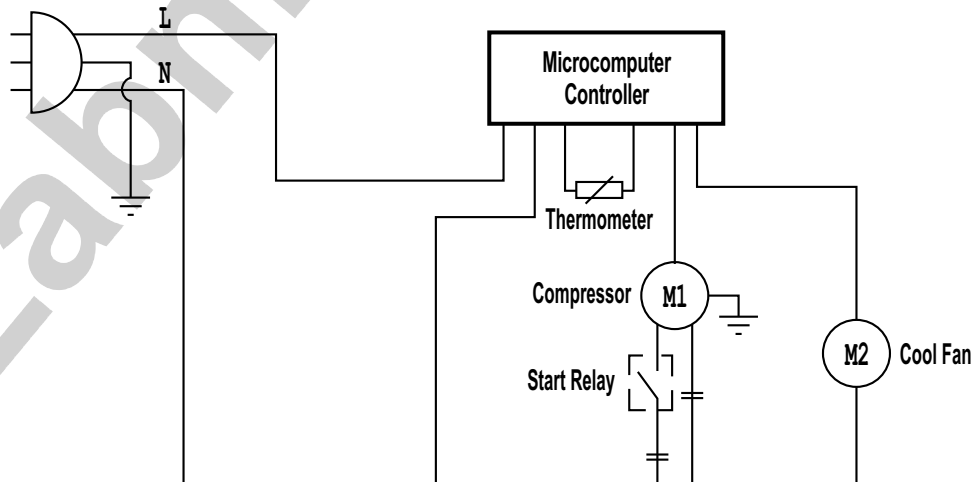 L
N
Microcomputer
Controller
Thermometer
Compressor
M1
Start Relay
M2
Cool Fan